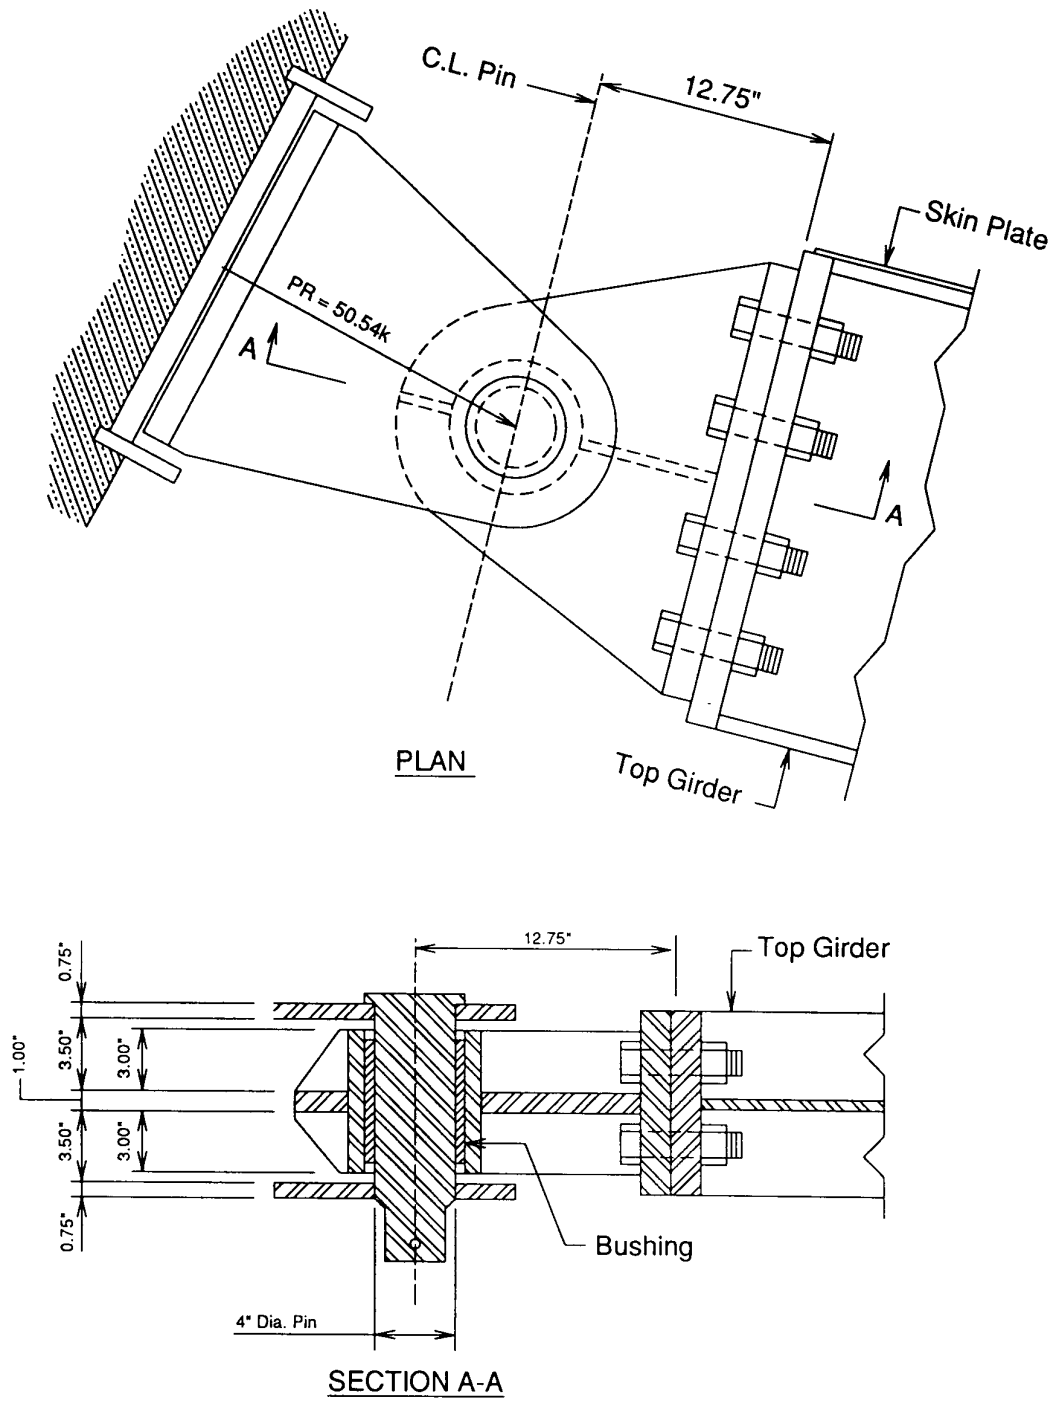 C.L. Pin
12.75"
Skin Plate
PR = 50.54k
A
A
PLAN
Top Girder
12.75"
Top Girder
0.75"
3.50"
3.00"
1.00"
3.50"
3.00"
0.75"
Bushing
4" Dia. Pin
SECTION A-A